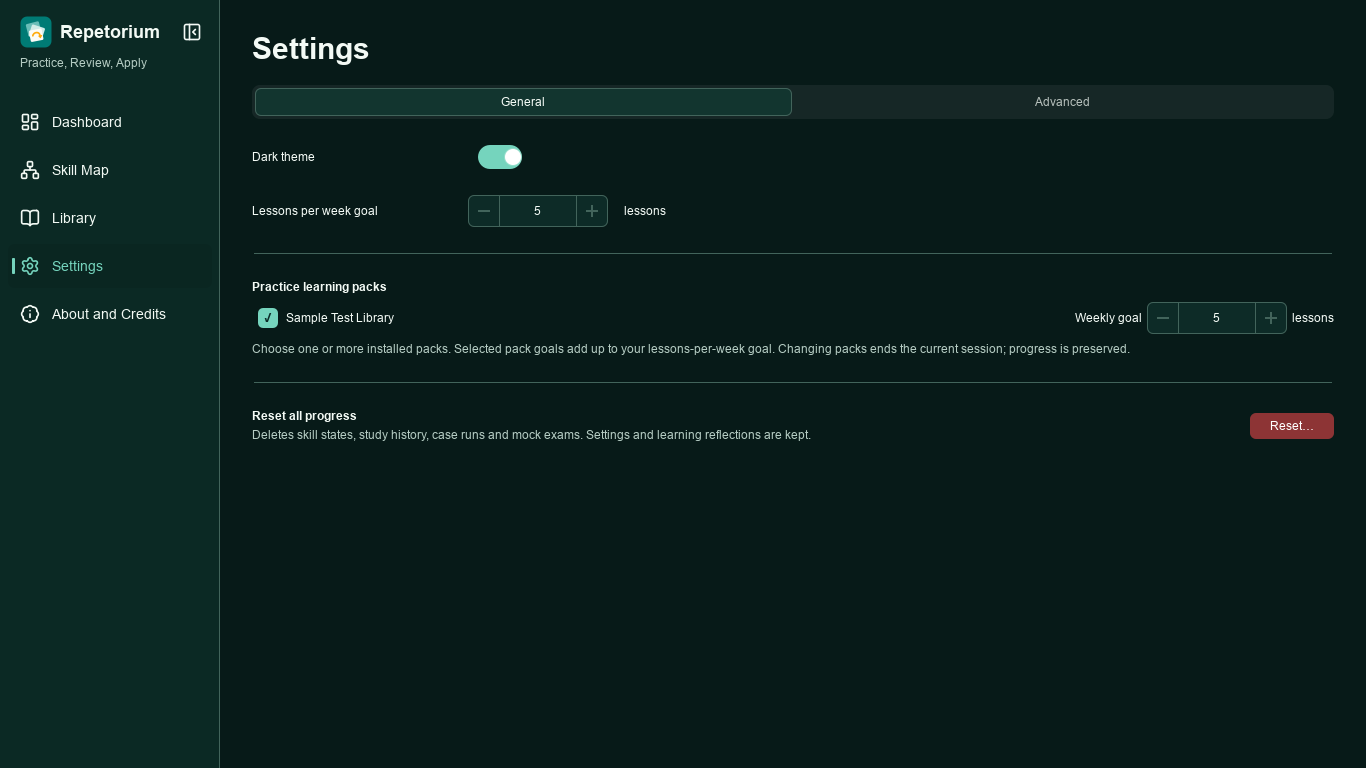 Repetorium
Practice, Review, Apply
Dashboard
Skill Map
Library
Settings
About and Credits
Settings
General
Advanced
Dark theme
Lessons per week goal
5
lessons
Practice learning packs
Sample Test Library
Weekly goal
5
lessons
Choose one or more installed packs. Selected pack goals add up to your lessons-per-week goal. Changing packs ends the current session; progress is preserved.
Reset all progress
Deletes skill states, study history, case runs and mock exams. Settings and learning reflections are kept.
Reset…